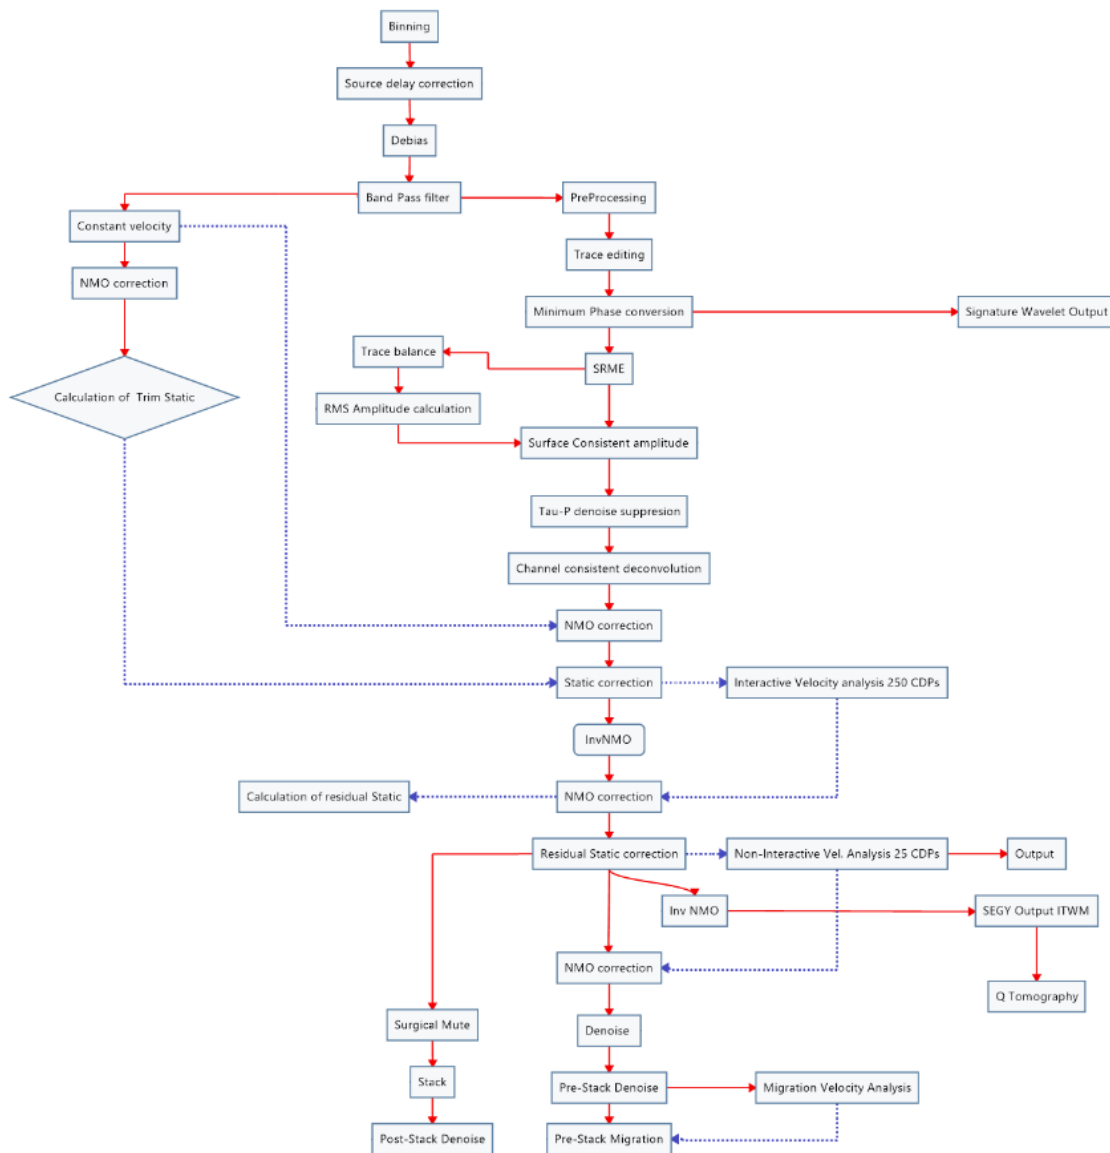 Binning
Source delay correction
Debias
Band Pass filter
PreProcessing
Constant velocity
Trace editing
NMO correction
Minimum Phase conversion
Signature Wavelet Output
Trace balance
SRME
Calculation of Trim Static
RMS Amplitude calculation
Surface Consistent amplitude
Tau-P denoise suppresion
Channel consistent deconvolution
NMO correction
Static correction
Interactive Velocity analysis 250 CDPs
InvNMO
Calculation of residual Static
NMO correction
Residual Static correction
Non-Interactive Vel. Analysis 25 CDPs
Output
Inv NMO
SEGY Output ITWM
NMO correction
Q Tomography
Surgical Mute
Denoise
Stack
Pre-Stack Denoise
Migration Velocity Analysis
Post-Stack Denoise
Pre-Stack Migration